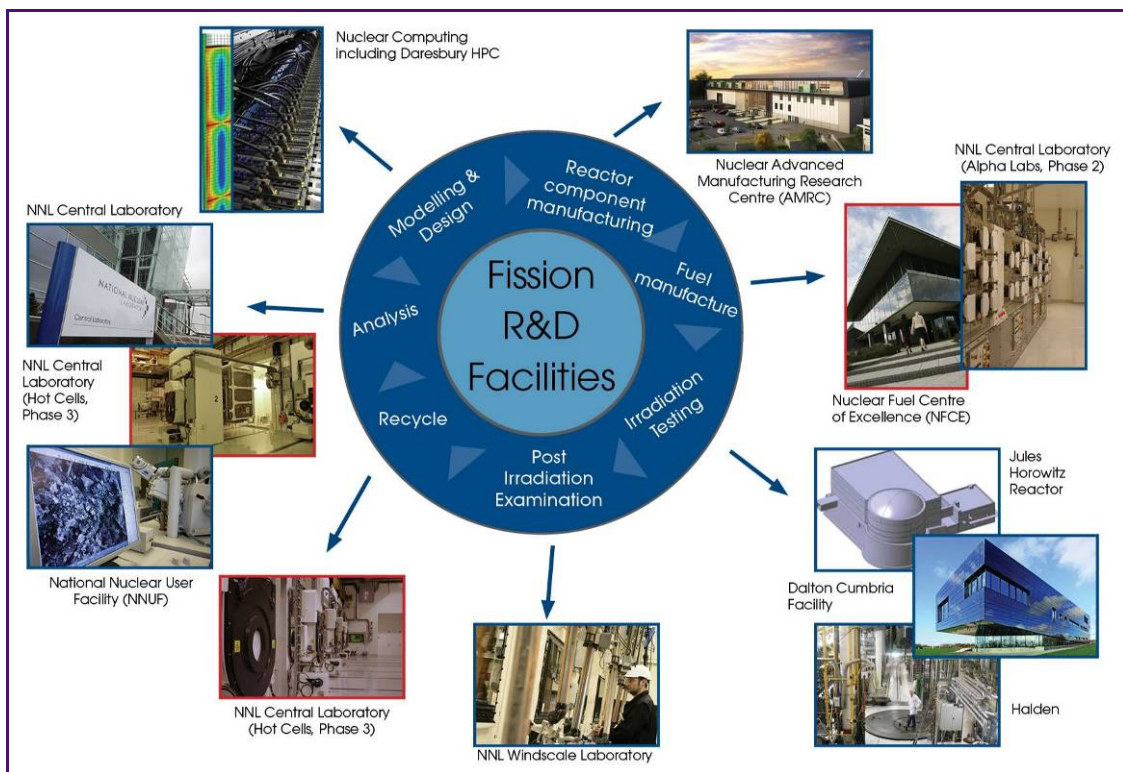 Nuclear Computing
including Daresbury HPC
Nuclear Advanced
Manufacturing Research
Centre (AMRC)
NNL Central Laboratory
(Alpha Labs, Phase 2)
Nuclear Fuel Centre
of Excellence (NFCE)
Jules
Horowitz
Reactor
Dalton Cumbria
Facility
Halden
NNL Windscale Laboratory
NNL Central Laboratory
(Hot Cells, Phase 3)
National Nuclear User
Facility (NNUF)
NNL Central
Laboratory
(Hot Cells,
Phase 3)
NNL Central Laboratory
NATIONAL NUCLEAR
LABORATORY
Central Laboratory
2
Fission
R&D
Facilities
Modelling &
Design
Reactor
component
manufacturing
Fuel
manufacture
Irradiation
Testing
Post
Irradiation
Examination
Recycle
Analysis